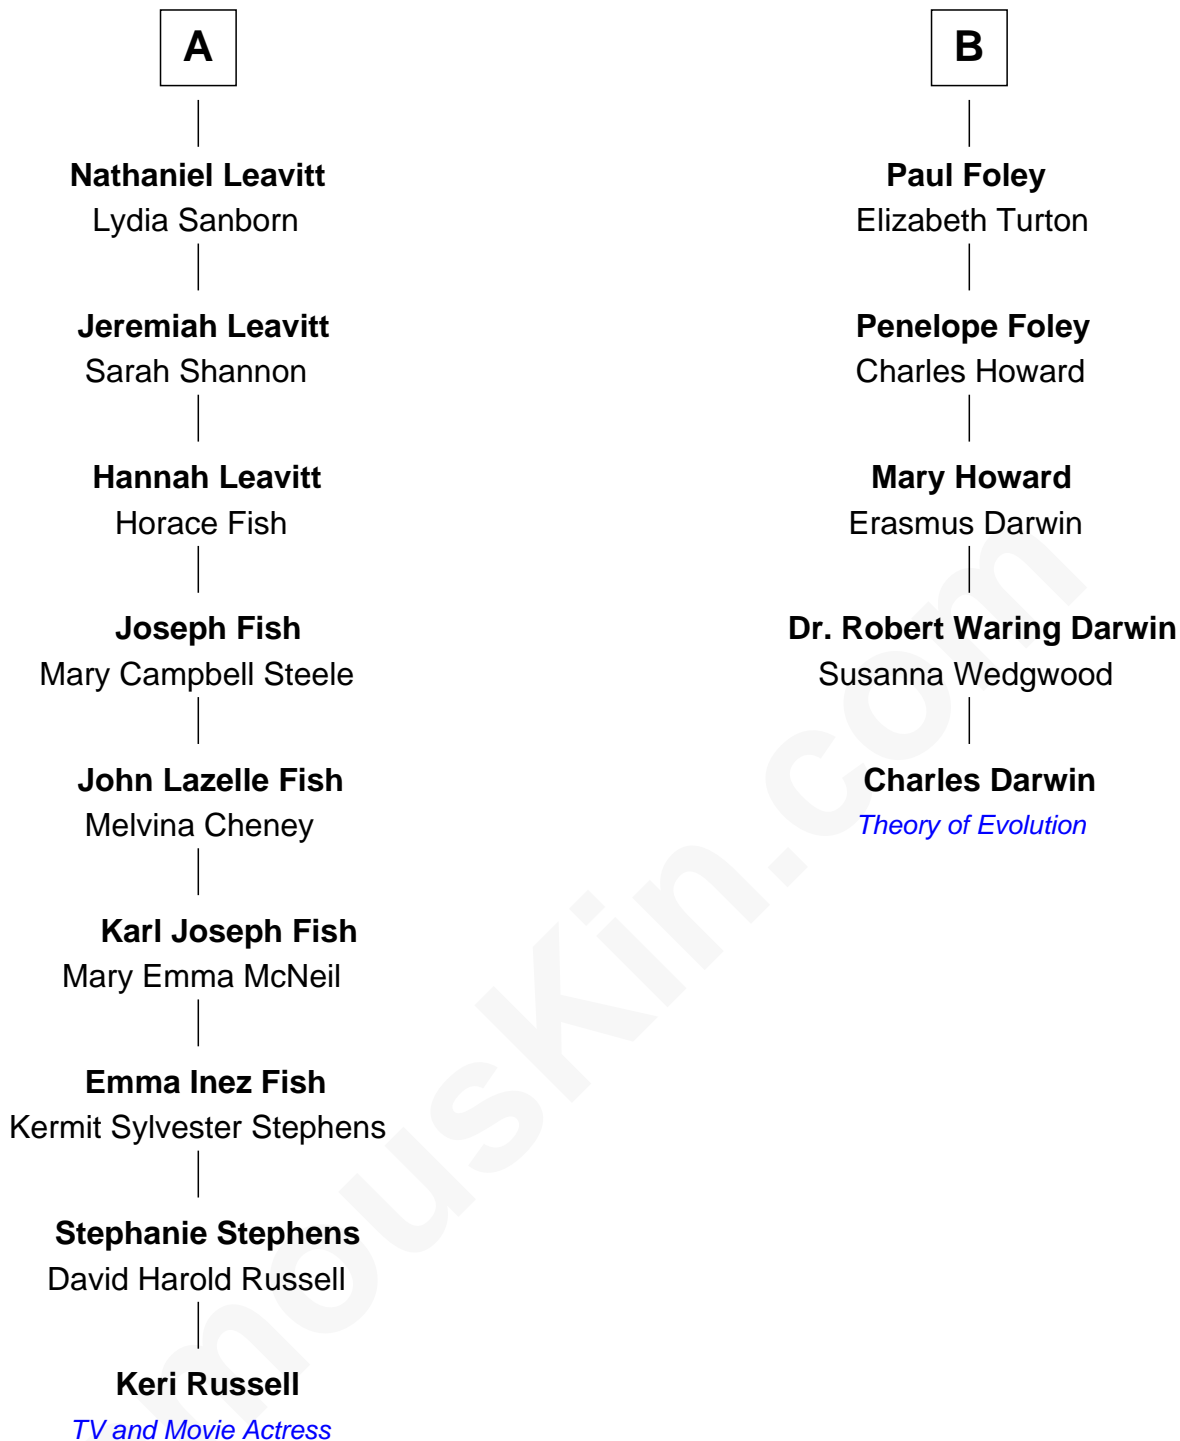 A
Nathaniel Leavitt
Lydia Sanborn
Jeremiah Leavitt
Sarah Shannon
Hannah Leavitt
Horace Fish
Joseph Fish
Mary Campbell Steele
John Lazelle Fish
Melvina Cheney
Karl Joseph Fish
Mary Emma McNeil
Emma Inez Fish
Kermit Sylvester Stephens
Stephanie Stephens
David Harold Russell
Keri Russell
TV and Movie Actress
B
Paul Foley
Elizabeth Turton
Penelope Foley
Charles Howard
Mary Howard
Erasmus Darwin
Dr. Robert Waring Darwin
Susanna Wedgwood
Charles Darwin
Theory of Evolution
mousKin.com